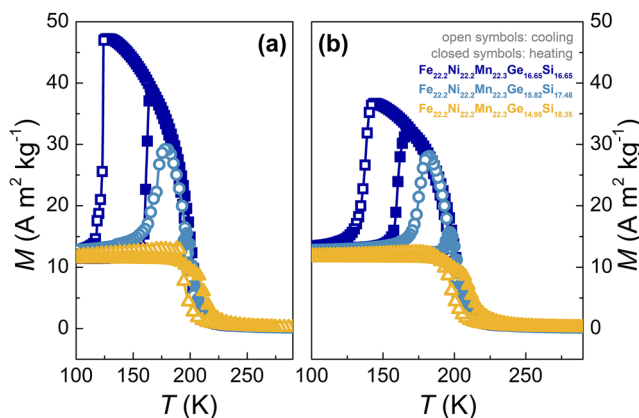 50
40
30
20
10
0
M (A m² kg⁻¹)
(a)
100
150
200
250
T (K)
(b)
open symbols: cooling
closed symbols: heating
Fe22.2Ni22.2Mn22.3Ge16.65Si16.65
Fe22.2Ni22.2Mn22.3Ge15.82Si17.48
Fe22.2Ni22.2Mn22.3Ge14.95Si18.35
100
150
200
250
T (K)
50
40
30
20
10
0
M (A m² kg⁻¹)